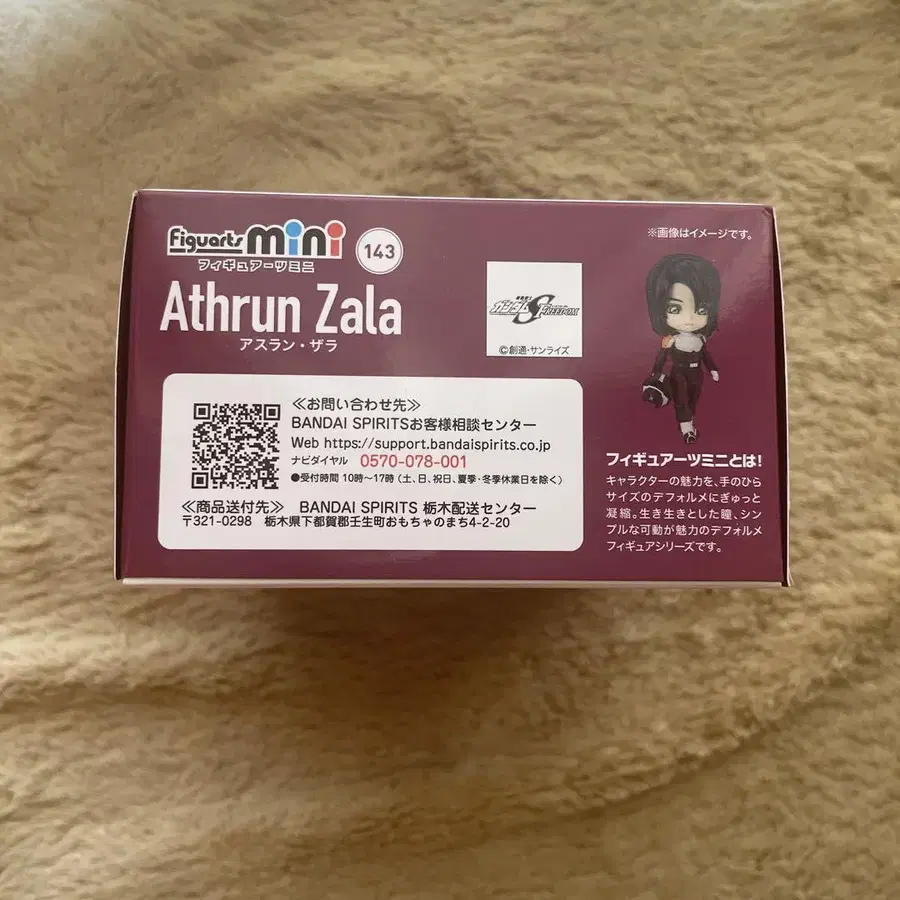 Figuarts mini
フィギュアーツミニ
143
Athrun Zala
アスラン・ザラ
ガンダムSEED FREEDOM
©創通・サンライズ
※画像はイメージです。
≪お問い合わせ先≫
BANDAI SPIRITSお客様相談センター
Web https://support.bandaispirits.co.jp
ナビダイヤル 0570-078-001
●受付時間 10時〜17時 (土、日、祝日、夏季・冬季休業日を除く)
≪商品送付先≫ BANDAI SPIRITS 栃木配送センター
〒321-0298 栃木県下都賀郡壬生町おもちゃのまち4-2-20
フィギュアーツミニとは!
キャラクターの魅力を、手のひら
サイズのデフォルメにぎゅっと
凝縮。生き生きとした瞳、シン
プルな可動が魅力のデフォルメ
フィギュアシリーズです。